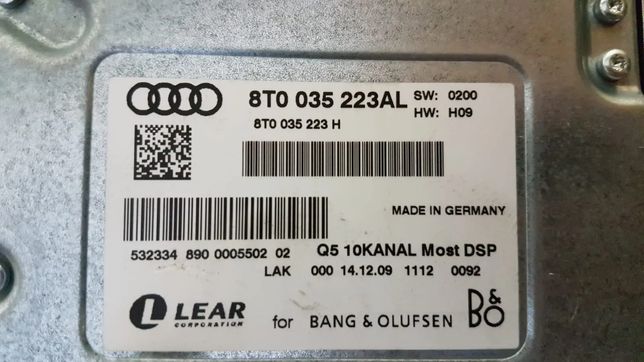 8T0 035 223AL SW: 0200
HW: H09
8T0 035 223 H
MADE IN GERMANY
532334 890 0005502 02 Q5 10KANAL Most DSP
LAK 000 14.12.09 1112 0092
LEAR
CORPORATION
for BANG & OLUFSEN B&O